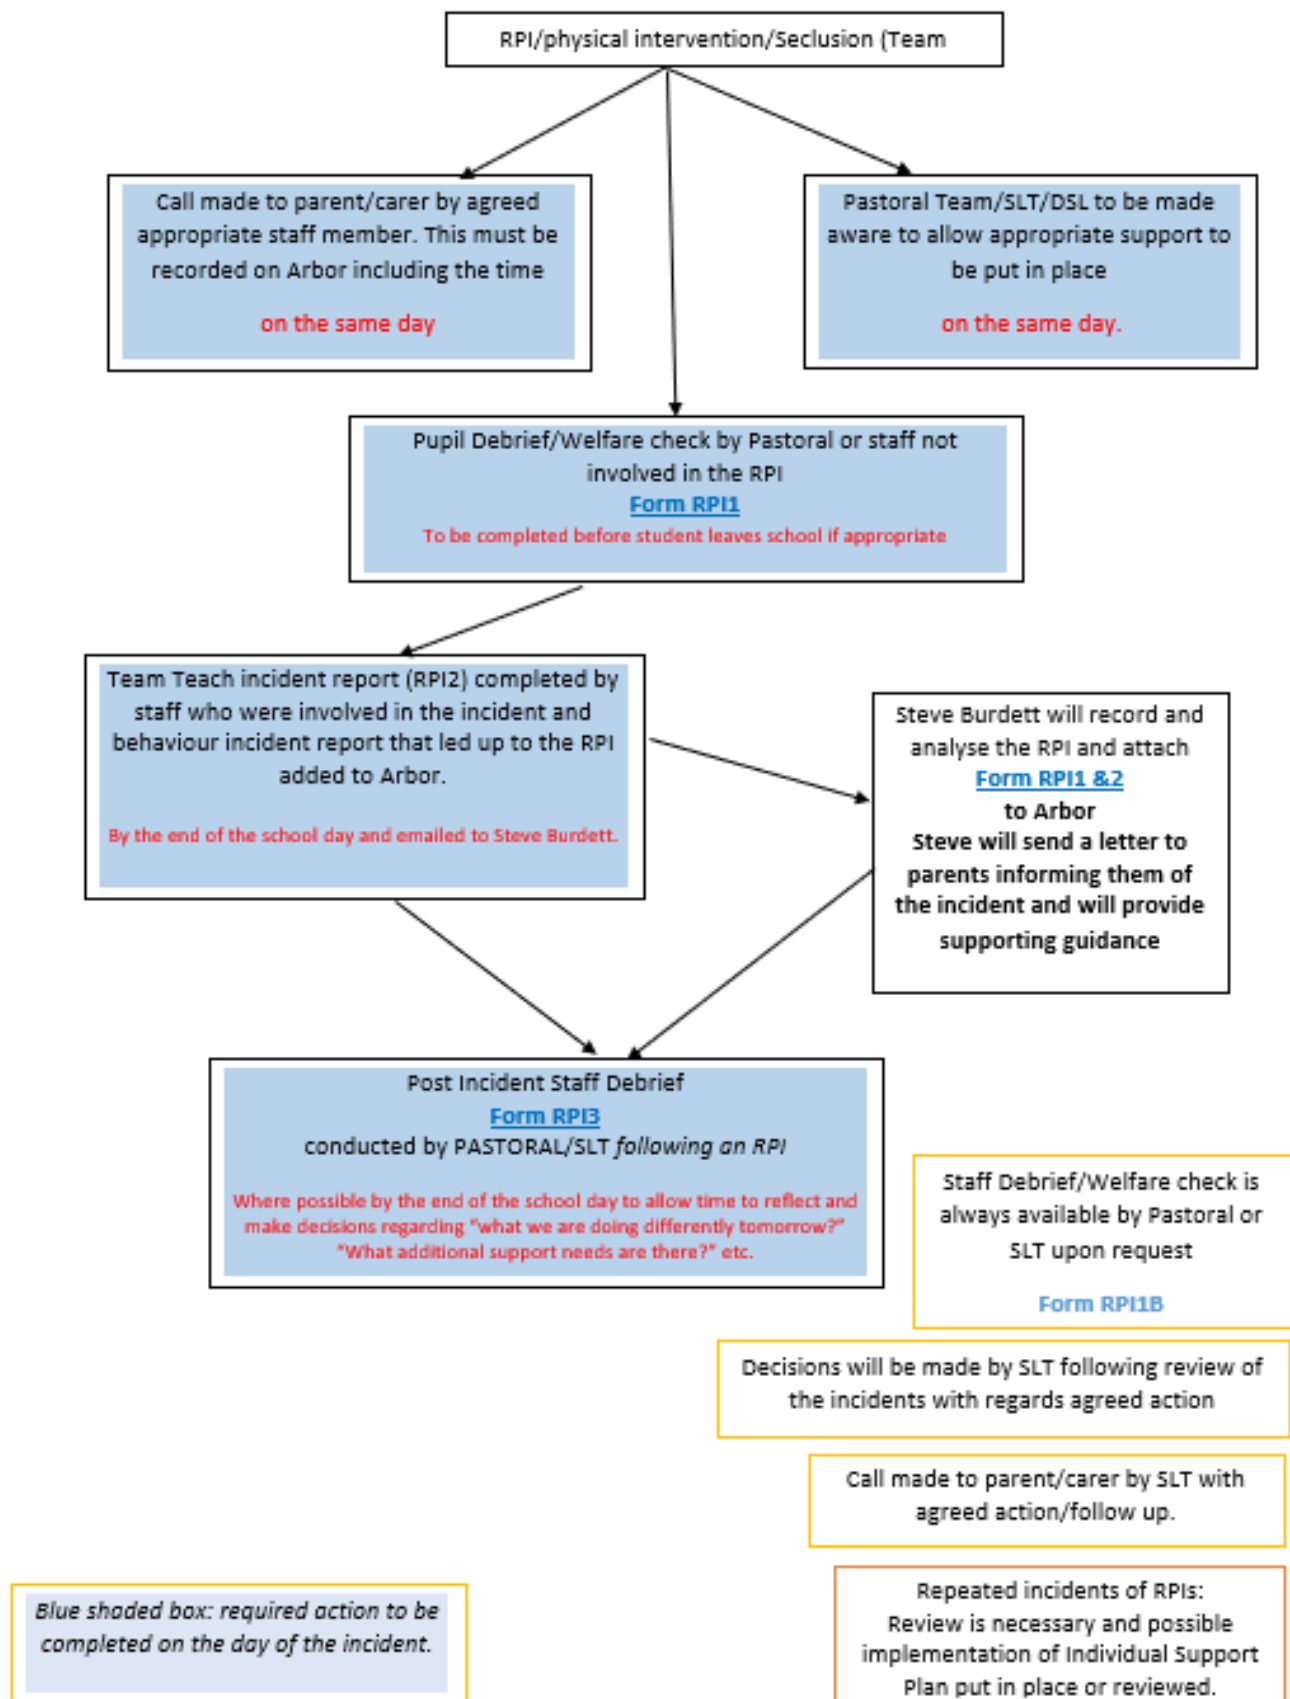 RPI/physical intervention/Seclusion (Team
Call made to parent/carer by agreed
appropriate staff member. This must be
recorded on Arbor including the time
on the same day
Pastoral Team/SLT/DSL to be made
aware to allow appropriate support to
be put in place
on the same day.
Pupil Debrief/Welfare check by Pastoral or staff not
involved in the RPI
Form RPI1
To be completed before student leaves school if appropriate
Team Teach incident report (RPI2) completed by
staff who were involved in the incident and
behaviour incident report that led up to the RPI
added to Arbor.
By the end of the school day and emailed to Steve Burdett.
Steve Burdett will record and
analyse the RPI and attach
Form RPI1 &2
to Arbor
Steve will send a letter to
parents informing them of
the incident and will provide
supporting guidance
Post Incident Staff Debrief
Form RPI3
conducted by PASTORAL/SLT following an RPI
Where possible by the end of the school day to allow time to reflect and
make decisions regarding “what we are doing differently tomorrow?”
“What additional support needs are there?” etc.
Staff Debrief/Welfare check is
always available by Pastoral or
SLT upon request
Form RPI1B
Decisions will be made by SLT following review of
the incidents with regards agreed action
Call made to parent/carer by SLT with
agreed action/follow up.
Blue shaded box: required action to be
completed on the day of the incident.
Repeated incidents of RPIs:
Review is necessary and possible
implementation of Individual Support
Plan put in place or reviewed.